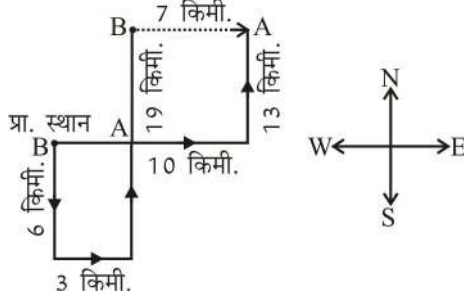 7 किमी.
B A
19 किमी.
13 किमी.
प्रा. स्थान
B A
10 किमी.
6 किमी.
3 किमी.
N
W E
S